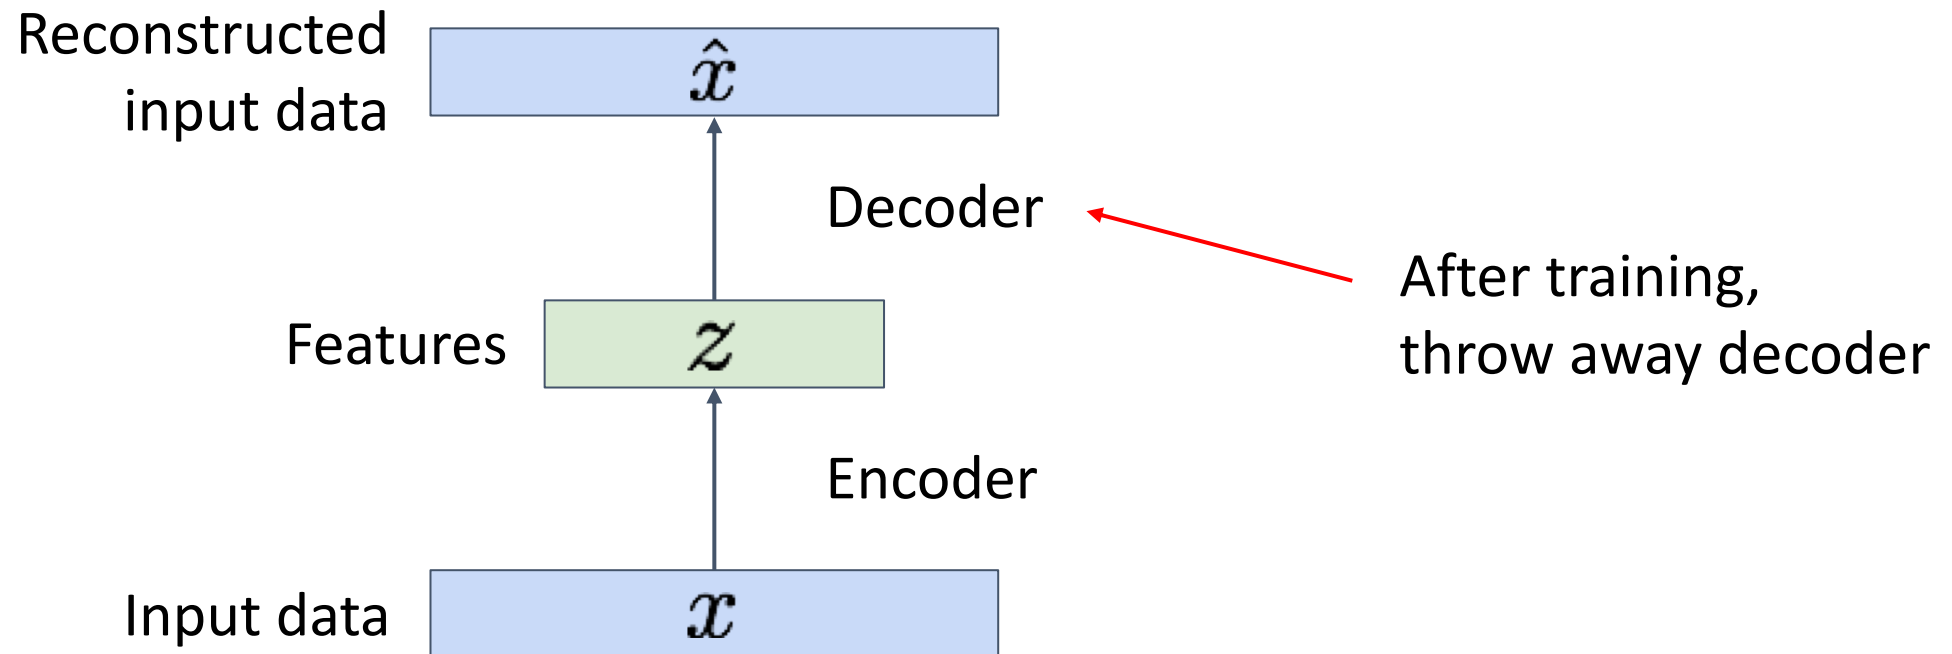 Reconstructed
input data
x̂
Decoder
After training,
throw away decoder
Features
z
Encoder
Input data
x